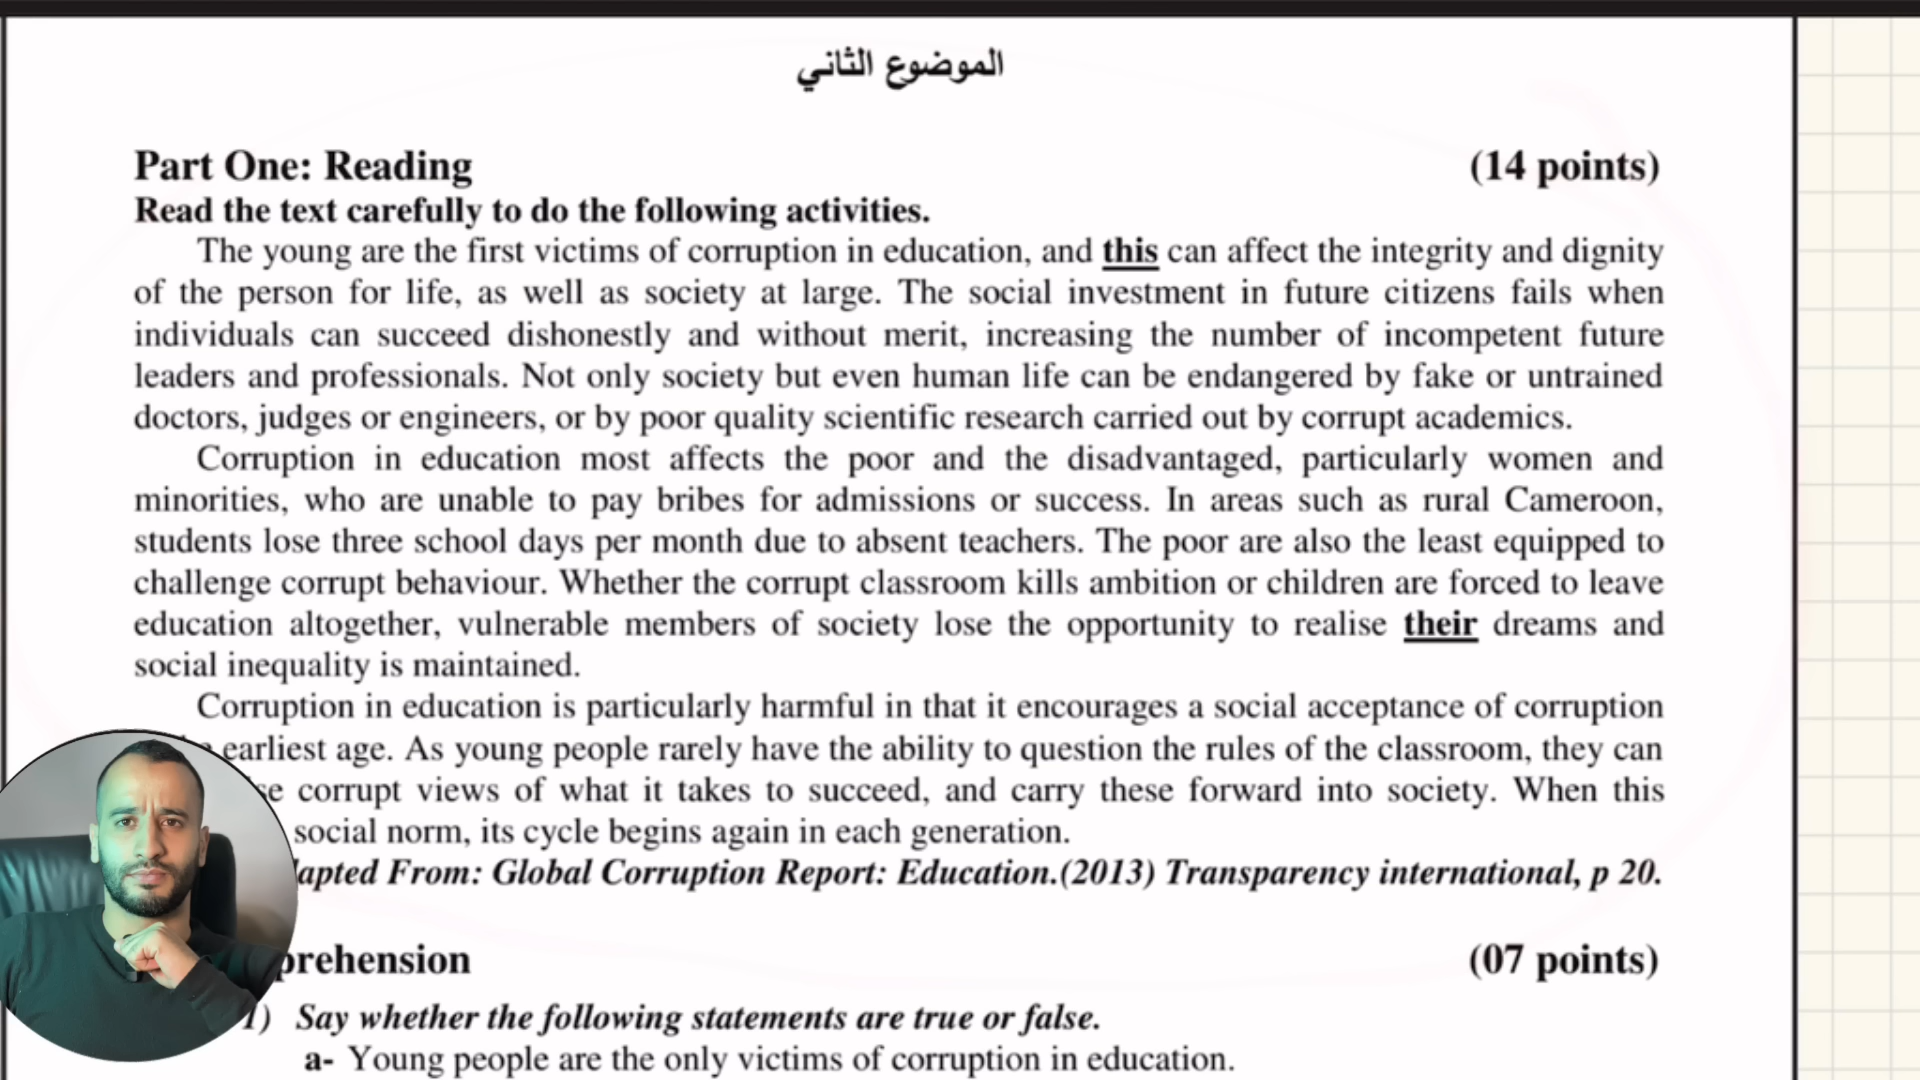 الموضوع الثاني
Part One: Reading (14 points)
Read the text carefully to do the following activities.
The young are the first victims of corruption in education, and this can affect the integrity and dignity
of the person for life, as well as society at large. The social investment in future citizens fails when
individuals can succeed dishonestly and without merit, increasing the number of incompetent future
leaders and professionals. Not only society but even human life can be endangered by fake or untrained
doctors, judges or engineers, or by poor quality scientific research carried out by corrupt academics.
Corruption in education most affects the poor and the disadvantaged, particularly women and
minorities, who are unable to pay bribes for admissions or success. In areas such as rural Cameroon,
students lose three school days per month due to absent teachers. The poor are also the least equipped to
challenge corrupt behaviour. Whether the corrupt classroom kills ambition or children are forced to leave
education altogether, vulnerable members of society lose the opportunity to realise their dreams and
social inequality is maintained.
Corruption in education is particularly harmful in that it encourages a social acceptance of corruption
earliest age. As young people rarely have the ability to question the rules of the classroom, they can
corrupt views of what it takes to succeed, and carry these forward into society. When this
social norm, its cycle begins again in each generation.
apted From: Global Corruption Report: Education.(2013) Transparency international, p 20.
prehension (07 points)
1) Say whether the following statements are true or false.
a- Young people are the only victims of corruption in education.